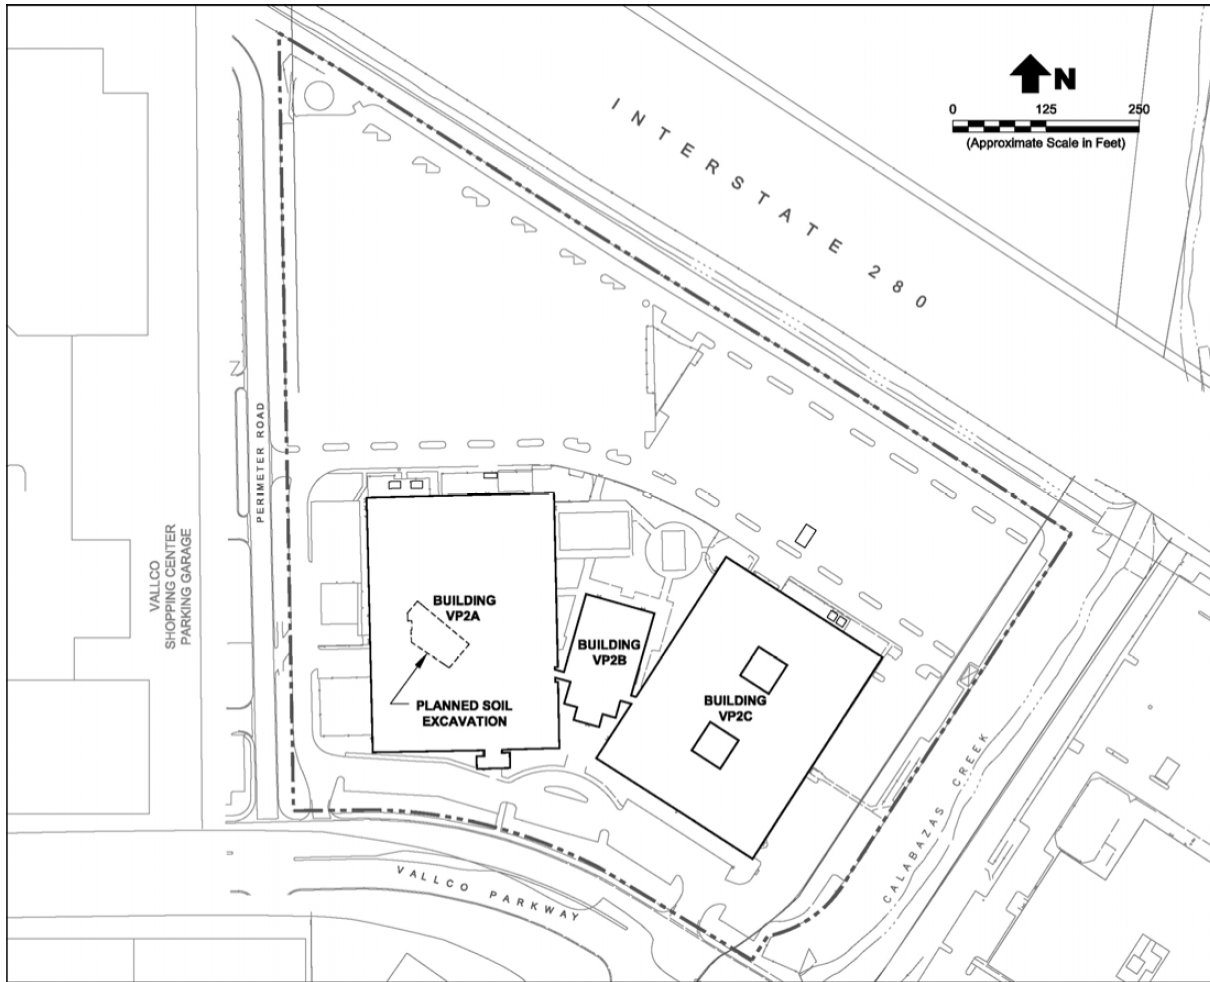 N
0 125 250
(Approximate Scale in Feet)
INTERSTATE 280
PERIMETER ROAD
VALLCO
SHOPPING CENTER
PARKING GARAGE
BUILDING
VP2A
PLANNED SOIL
EXCAVATION
BUILDING
VP2B
BUILDING
VP2C
CALABAZAS CREEK
VALLCO PARKWAY